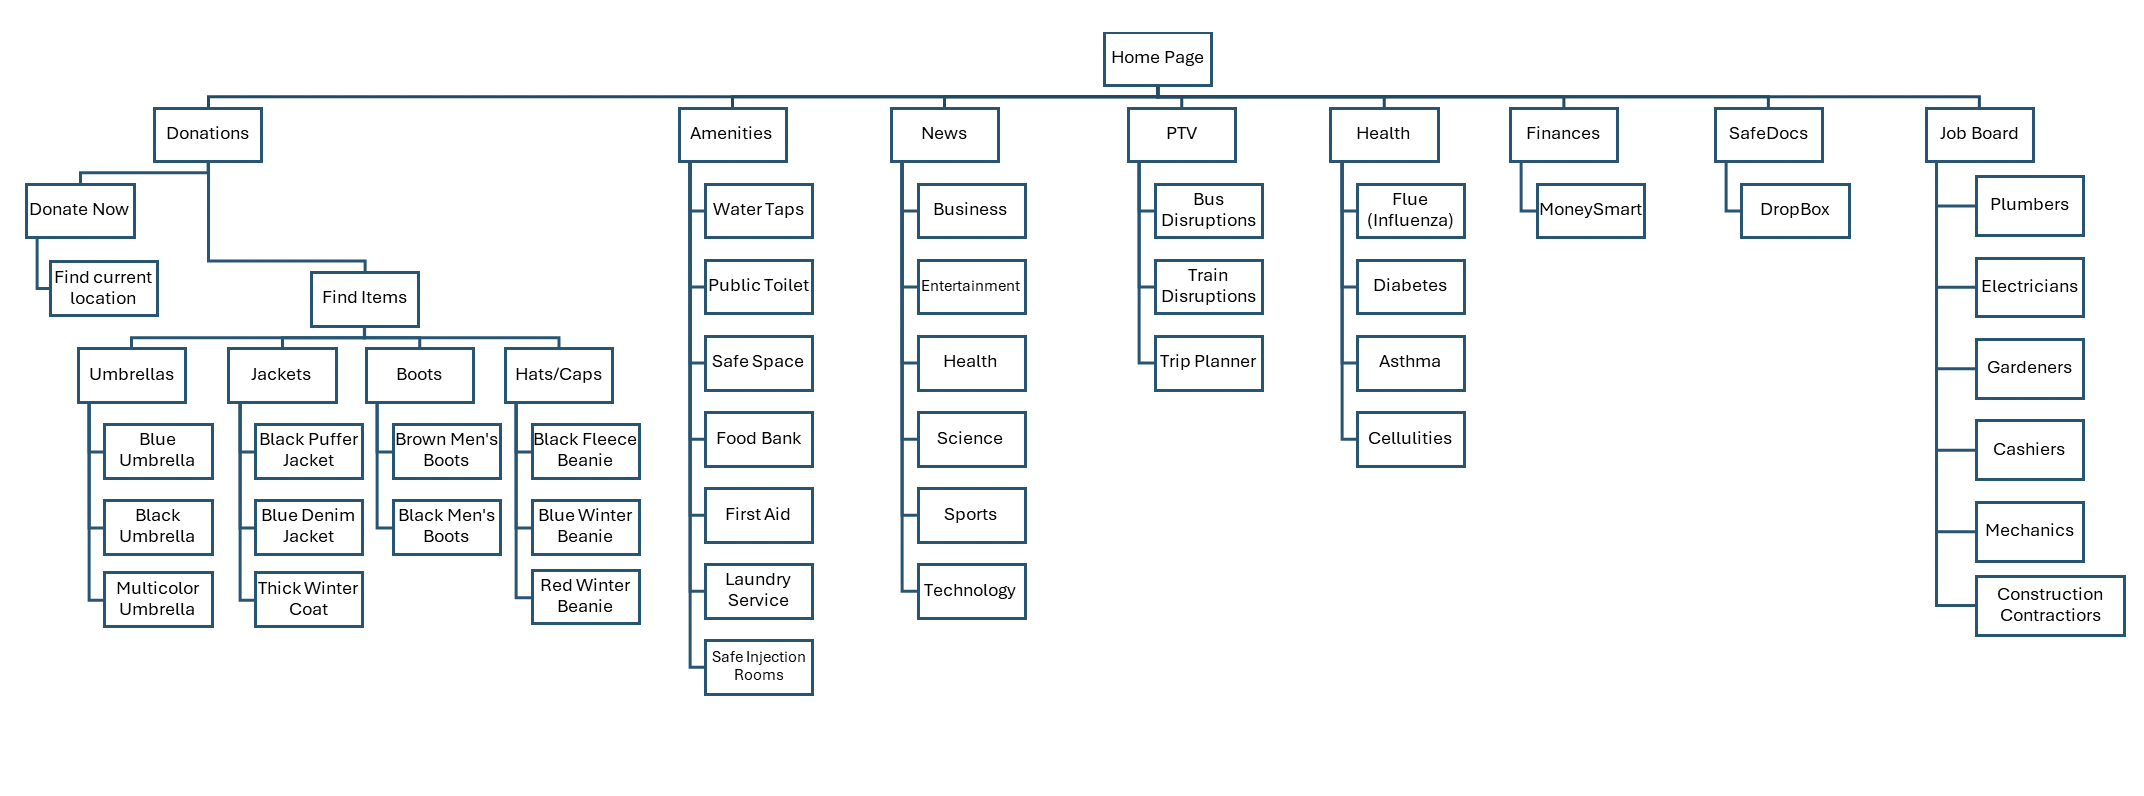 Home Page
Donations
Amenities
News
PTV
Health
Finances
SafeDocs
Job Board
Donate Now
Find current
location
Find Items
Umbrellas
Blue
Umbrella
Black
Umbrella
Multicolor
Umbrella
Jackets
Black Puffer
Jacket
Blue Denim
Jacket
Thick Winter
Coat
Boots
Brown Men's
Boots
Black Men's
Boots
Hats/Caps
Black Fleece
Beanie
Blue Winter
Beanie
Red Winter
Beanie
Water Taps
Public Toilet
Safe Space
Food Bank
First Aid
Laundry
Service
Safe Injection
Rooms
Business
Entertainment
Health
Science
Sports
Technology
Bus
Disruptions
Train
Disruptions
Trip Planner
Flue
(Influenza)
Diabetes
Asthma
Cellulities
MoneySmart
DropBox
Plumbers
Electricians
Gardeners
Cashiers
Mechanics
Construction
Contractiors